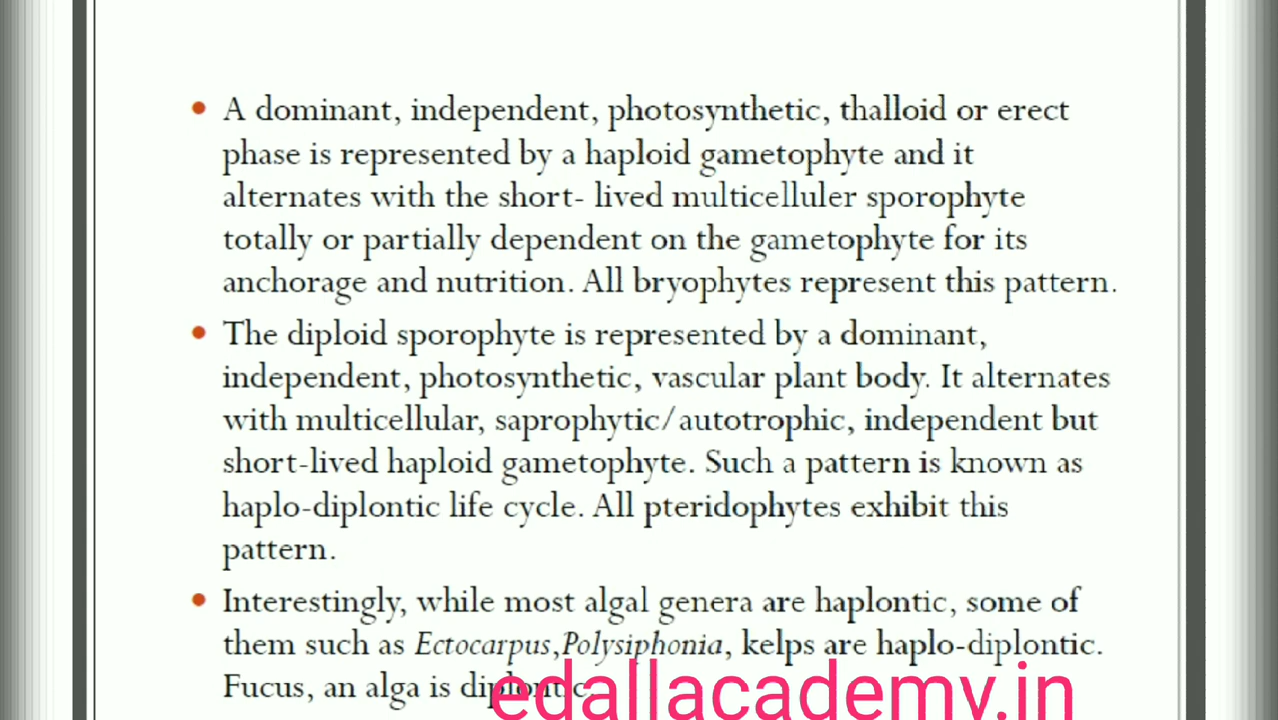 A dominant, independent, photosynthetic, thalloid or erect
phase is represented by a haploid gametophyte and it
alternates with the short- lived multicelluler sporophyte
totally or partially dependent on the gametophyte for its
anchorage and nutrition. All bryophytes represent this pattern.
The diploid sporophyte is represented by a dominant,
independent, photosynthetic, vascular plant body. It alternates
with multicellular, saprophytic/autotrophic, independent but
short-lived haploid gametophyte. Such a pattern is known as
haplo-diplontic life cycle. All pteridophytes exhibit this
pattern.
Interestingly, while most algal genera are haplontic, some of
them such as Ectocarpus,Polysiphonia, kelps are haplo-diplontic.
Fucus, an alga is diplontic.
edallacademy.in